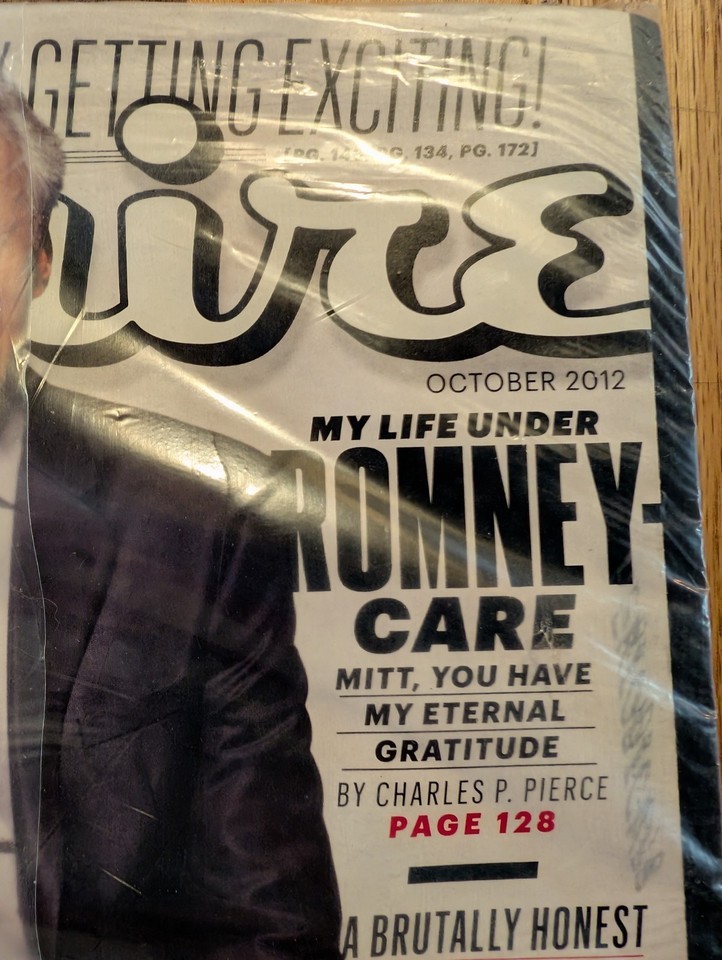 GETTING EXCITING!
134, PG. 172]
uire
OCTOBER 2012
MY LIFE UNDER
ROMNEY-
CARE
MITT, YOU HAVE
MY ETERNAL
GRATITUDE
BY CHARLES P. PIERCE
PAGE 128
A BRUTALLY HONEST